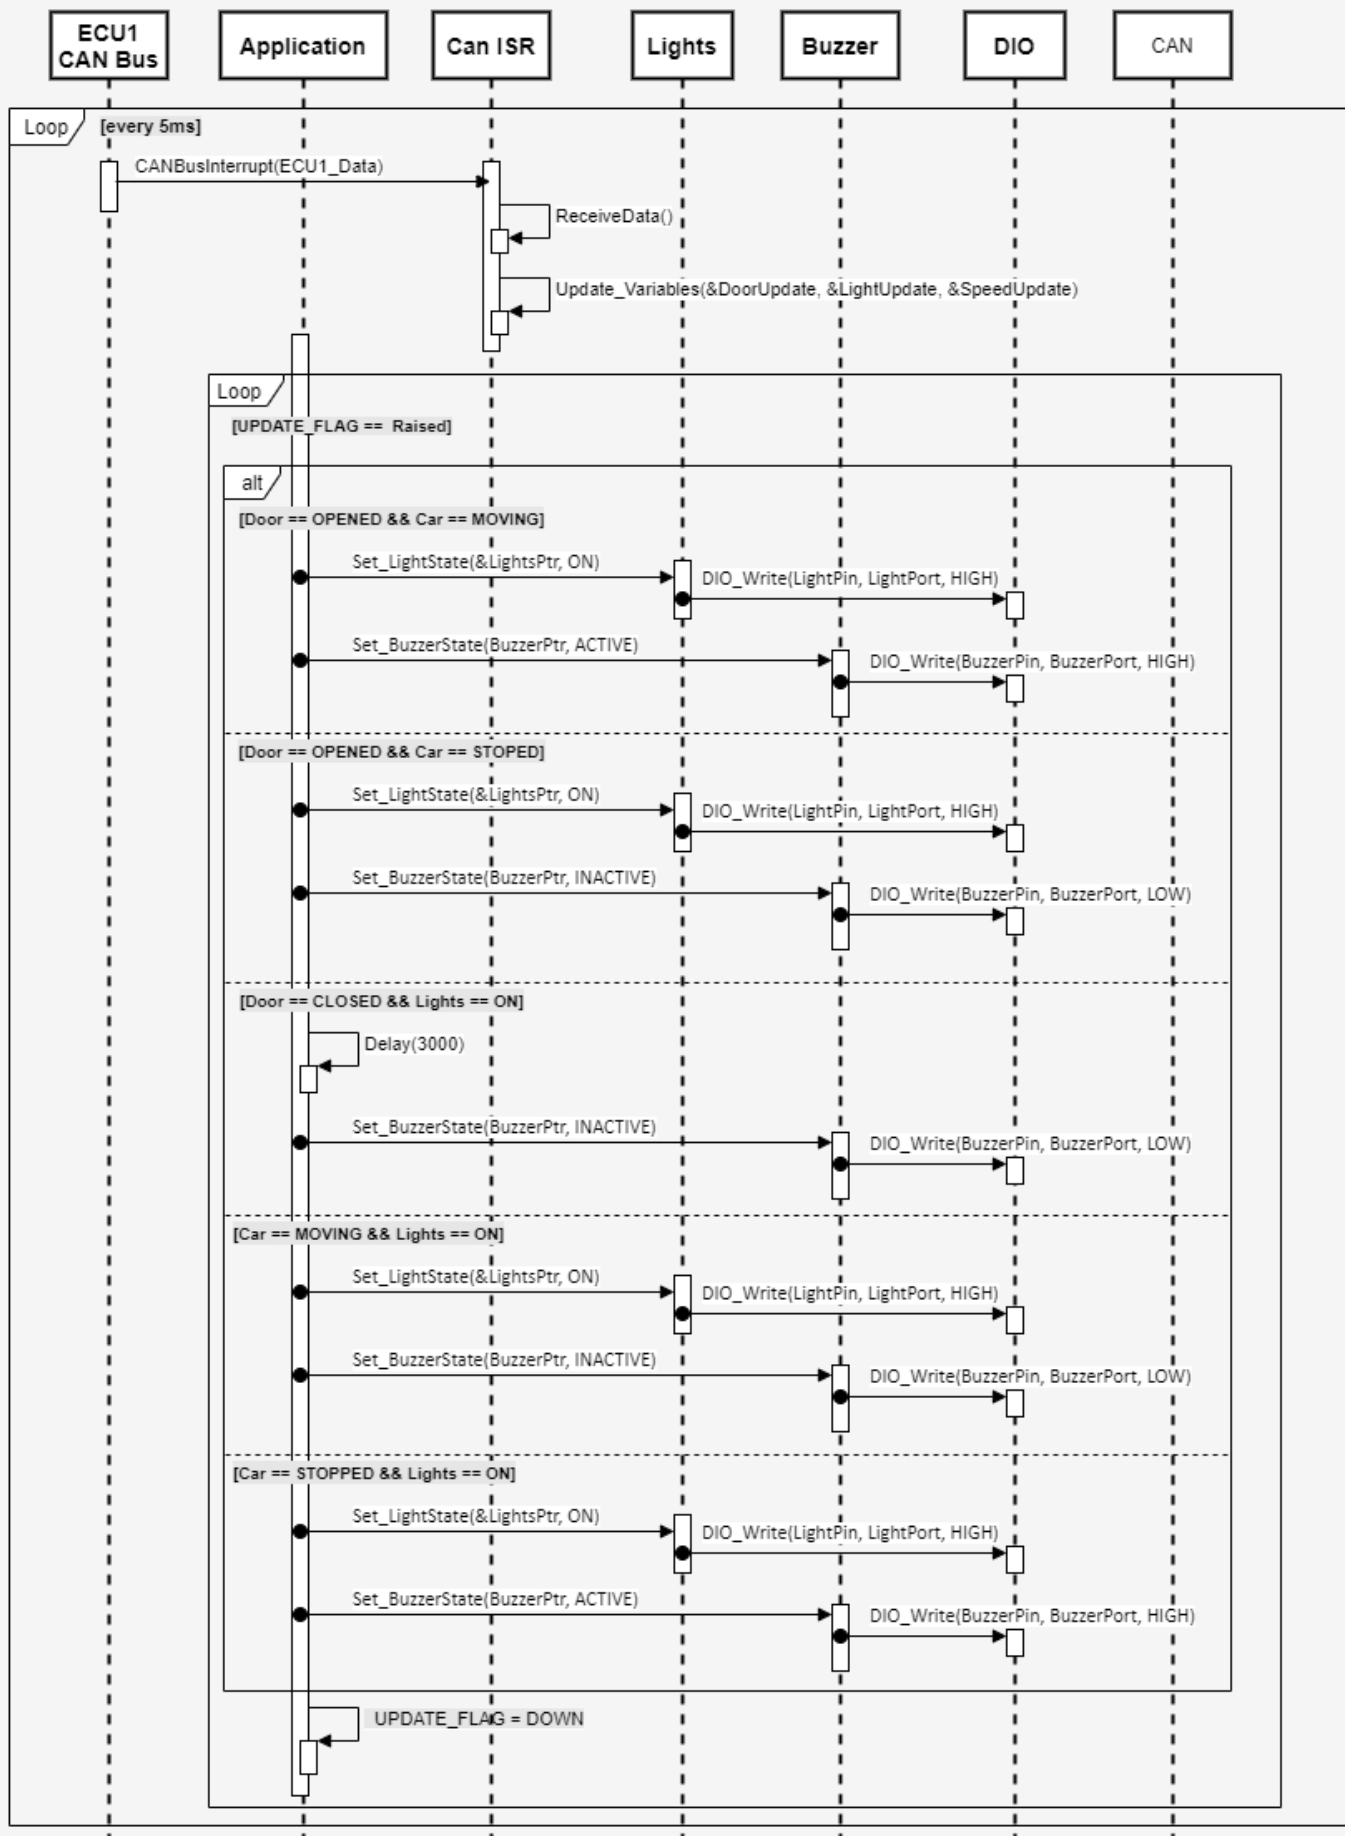 ECU1
CAN Bus
Application
Can ISR
Lights
Buzzer
DIO
CAN
Loop
[every 5ms]
CANBusInterrupt(ECU1_Data)
ReceiveData()
Update_Variables(&DoorUpdate, &LightUpdate, &SpeedUpdate)
Loop
[UPDATE_FLAG == Raised]
alt
[Door == OPENED && Car == MOVING]
Set_LightState(&LightsPtr, ON)
DIO_Write(LightPin, LightPort, HIGH)
Set_BuzzerState(BuzzerPtr, ACTIVE)
DIO_Write(BuzzerPin, BuzzerPort, HIGH)
[Door == OPENED && Car == STOPED]
Set_LightState(&LightsPtr, ON)
DIO_Write(LightPin, LightPort, HIGH)
Set_BuzzerState(BuzzerPtr, INACTIVE)
DIO_Write(BuzzerPin, BuzzerPort, LOW)
[Door == CLOSED && Lights == ON]
Delay(3000)
Set_BuzzerState(BuzzerPtr, INACTIVE)
DIO_Write(BuzzerPin, BuzzerPort, LOW)
[Car == MOVING && Lights == ON]
Set_LightState(&LightsPtr, ON)
DIO_Write(LightPin, LightPort, HIGH)
Set_BuzzerState(BuzzerPtr, INACTIVE)
DIO_Write(BuzzerPin, BuzzerPort, LOW)
[Car == STOPPED && Lights == ON]
Set_LightState(&LightsPtr, ON)
DIO_Write(LightPin, LightPort, HIGH)
Set_BuzzerState(BuzzerPtr, ACTIVE)
DIO_Write(BuzzerPin, BuzzerPort, HIGH)
UPDATE_FLAG = DOWN